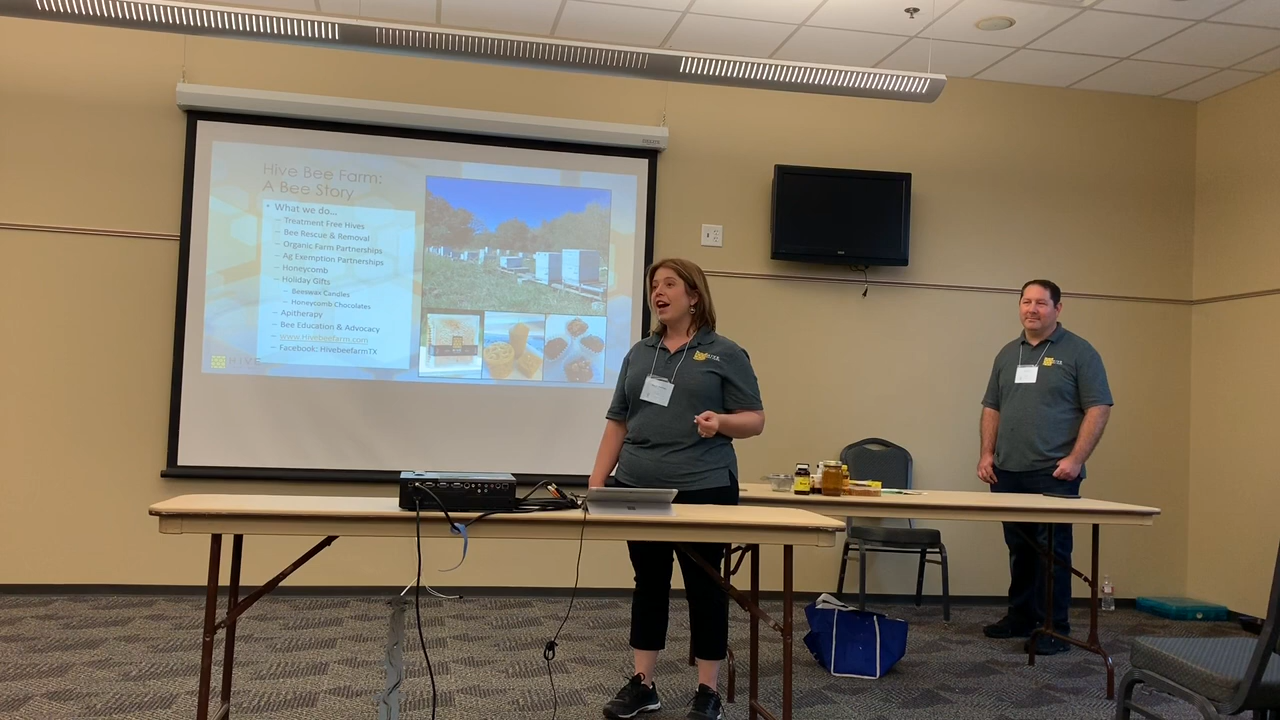 Hive Bee Farm:
A Bee Story
• What we do...
– Treatment Free Hives
– Bee Rescue & Removal
– Organic Farm Partnerships
– Ag Exemption Partnerships
– Honeycomb
– Holiday Gifts
– Beeswax Candles
– Honeycomb Chocolates
– Apitherapy
– Bee Education & Advocacy
– www.Hivebeefarm.com
– Facebook: HivebeefarmTX
HIVE